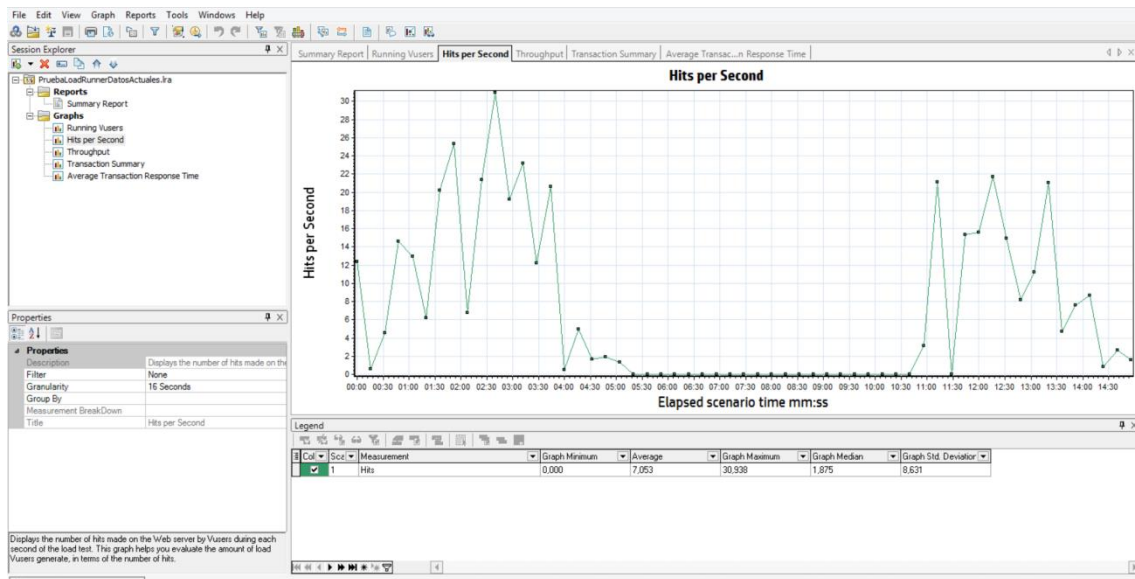 File Edit View Graph Reports Tools Windows Help
Session Explorer
PruebaLoadRunnerDatosActuales.lra
Reports
Summary Report
Graphs
Running Vusers
Hits per Second
Throughput
Transaction Summary
Average Transaction Response Time
Properties
Properties
Description Displays the number of hits made on the
Filter None
Granularity 16 Seconds
Group By
Measurement BreakDown
Title Hits per Second
Displays the number of hits made on the Web server by Vusers during each
second of the load test. This graph helps you evaluate the amount of load
Vusers generate, in terms of the number of hits.
Summary Report Running Vusers Hits per Second Throughput Transaction Summary Average Transac...n Response Time
Hits per Second
Hits per Second
30
28
26
24
22
20
18
16
14
12
10
8
6
4
2
0
00:00 00:30 01:00 01:30 02:00 02:30 03:00 03:30 04:00 04:30 05:00 05:30 06:00 06:30 07:00 07:30 08:00 08:30 09:00 09:30 10:00 10:30 11:00 11:30 12:00 12:30 13:00 13:30 14:00 14:30
Elapsed scenario time mm:ss
Legend
Col Sca Measurement Graph Minimum Average Graph Maximum Graph Median Graph Std. Deviation
1 Hits 0,000 7,053 30,938 1,875 8,631